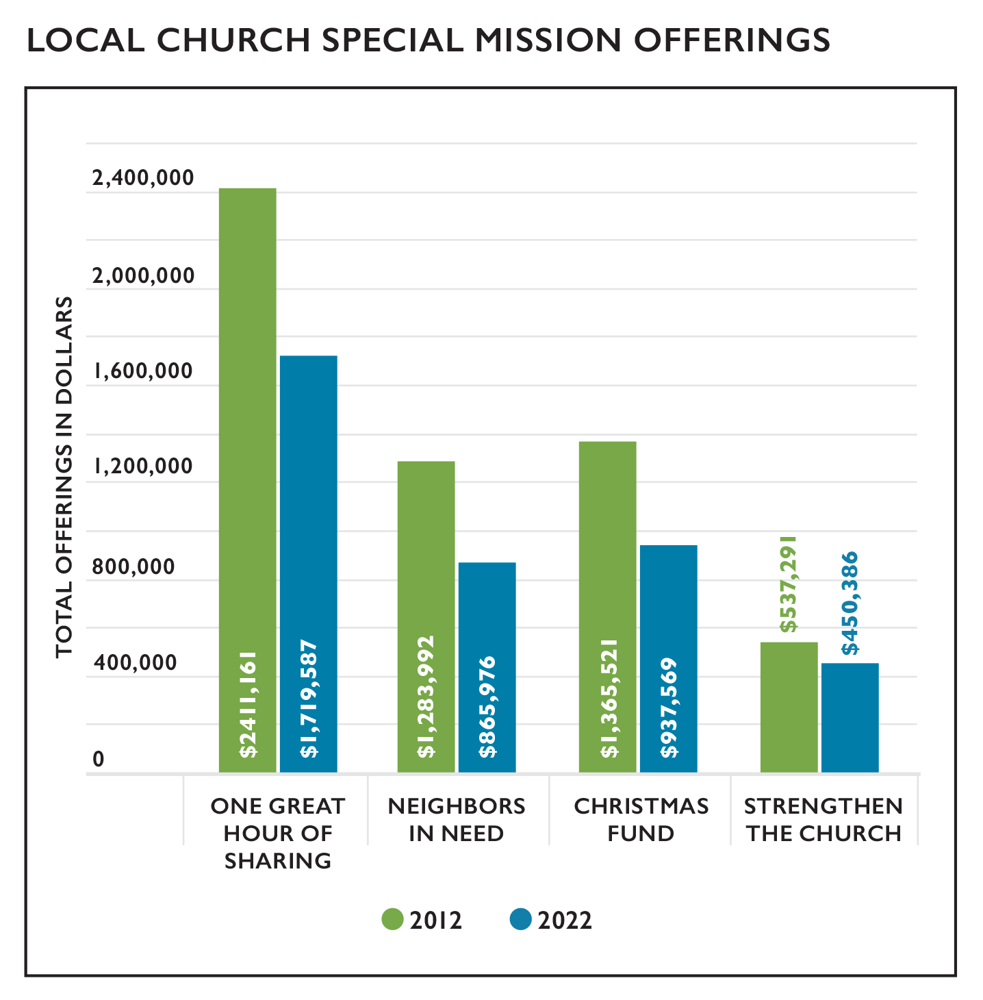 LOCAL CHURCH SPECIAL MISSION OFFERINGS
TOTAL OFFERINGS IN DOLLARS
2,400,000
2,000,000
1,600,000
1,200,000
800,000
400,000
0
$2411,161
$1,719,587
$1,283,992
$865,976
$1,365,521
$937,569
$537,291
$450,386
ONE GREAT
HOUR OF
SHARING
NEIGHBORS
IN NEED
CHRISTMAS
FUND
STRENGTHEN
THE CHURCH
2012
2022